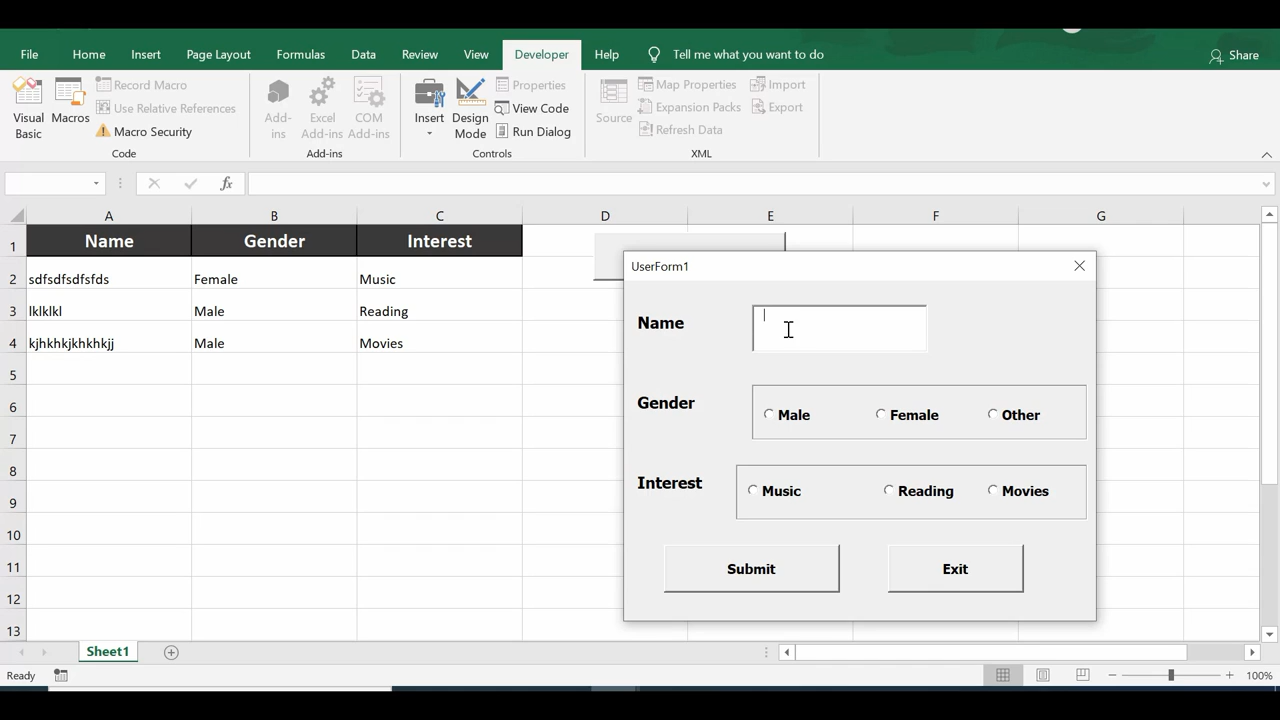 File Home Insert Page Layout Formulas Data Review View Developer Help Tell me what you want to do Share
Visual Basic
Macros
Record Macro
Use Relative References
Macro Security
Code
Add-ins
Excel Add-ins
COM Add-ins
Add-ins
Insert
Design Mode
Properties
View Code
Run Dialog
Controls
Source
Map Properties
Expansion Packs
Refresh Data
Import
Export
XML
fx
A B C D E F G
1 Name Gender Interest
2 sdfsdfsdfsfds Female Music
3 lklklkl Male Reading
4 kjhkhkjkhkhkjj Male Movies
5
6
7
8
9
10
11
12
13
UserForm1
Name
Gender Male Female Other
Interest Music Reading Movies
Submit Exit
Sheet1
Ready 100%